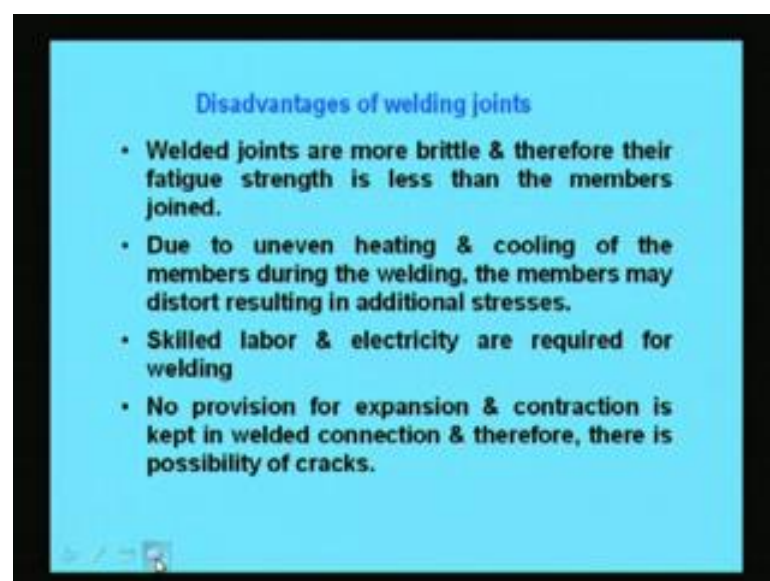 Disadvantages of welding joints
• Welded joints are more brittle & therefore their
fatigue strength is less than the members
joined.
• Due to uneven heating & cooling of the
members during the welding, the members may
distort resulting in additional stresses.
• Skilled labor & electricity are required for
welding
• No provision for expansion & contraction is
kept in welded connection & therefore, there is
possibility of cracks.